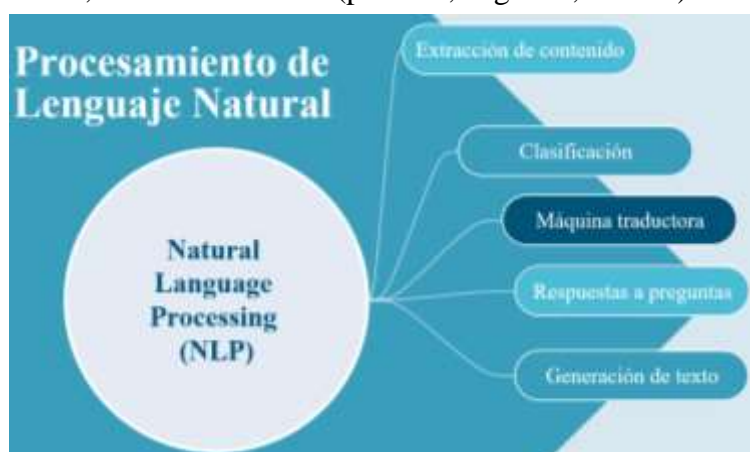 Procesamiento de
Lenguaje Natural
Natural
Language
Processing
(NLP)
Extracción de contenido
Clasificación
Máquina traductora
Respuestas a preguntas
Generación de texto